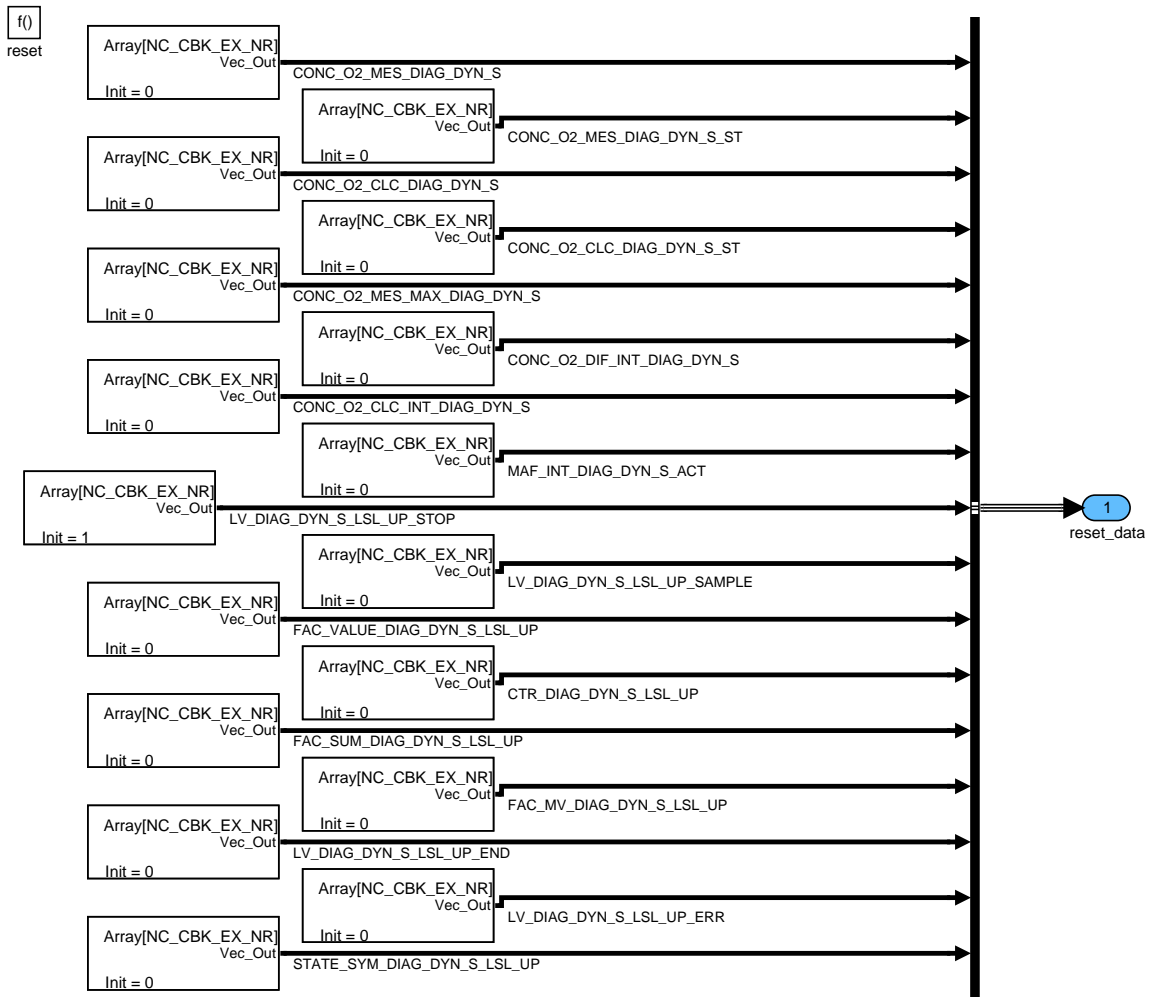 f()
reset
Array[NC_CBK_EX_NR]
Vec_Out
Init = 0
CONC_O2_MES_DIAG_DYN_S
Array[NC_CBK_EX_NR]
Vec_Out
Init = 0
CONC_O2_MES_DIAG_DYN_S_ST
Array[NC_CBK_EX_NR]
Vec_Out
Init = 0
CONC_O2_CLC_DIAG_DYN_S
Array[NC_CBK_EX_NR]
Vec_Out
Init = 0
CONC_O2_CLC_DIAG_DYN_S_ST
Array[NC_CBK_EX_NR]
Vec_Out
Init = 0
CONC_O2_MES_MAX_DIAG_DYN_S
Array[NC_CBK_EX_NR]
Vec_Out
Init = 0
CONC_O2_DIF_INT_DIAG_DYN_S
Array[NC_CBK_EX_NR]
Vec_Out
Init = 0
CONC_O2_CLC_INT_DIAG_DYN_S
Array[NC_CBK_EX_NR]
Vec_Out
Init = 0
MAF_INT_DIAG_DYN_S_ACT
Array[NC_CBK_EX_NR]
Vec_Out
Init = 1
LV_DIAG_DYN_S_LSL_UP_STOP
1
reset_data
Array[NC_CBK_EX_NR]
Vec_Out
Init = 0
LV_DIAG_DYN_S_LSL_UP_SAMPLE
Array[NC_CBK_EX_NR]
Vec_Out
Init = 0
FAC_VALUE_DIAG_DYN_S_LSL_UP
Array[NC_CBK_EX_NR]
Vec_Out
Init = 0
CTR_DIAG_DYN_S_LSL_UP
Array[NC_CBK_EX_NR]
Vec_Out
Init = 0
FAC_SUM_DIAG_DYN_S_LSL_UP
Array[NC_CBK_EX_NR]
Vec_Out
Init = 0
FAC_MV_DIAG_DYN_S_LSL_UP
Array[NC_CBK_EX_NR]
Vec_Out
Init = 0
LV_DIAG_DYN_S_LSL_UP_END
Array[NC_CBK_EX_NR]
Vec_Out
Init = 0
LV_DIAG_DYN_S_LSL_UP_ERR
Array[NC_CBK_EX_NR]
Vec_Out
Init = 0
STATE_SYM_DIAG_DYN_S_LSL_UP